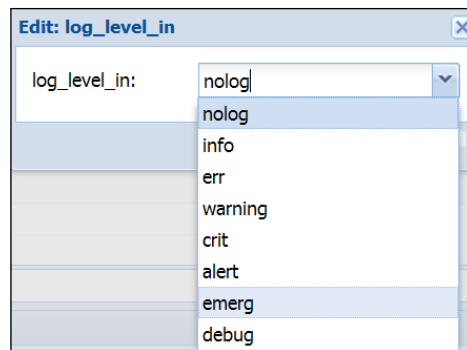 Edit: log_level_in
log_level_in: nolog
nolog
info
err
warning
crit
alert
emerg
debug